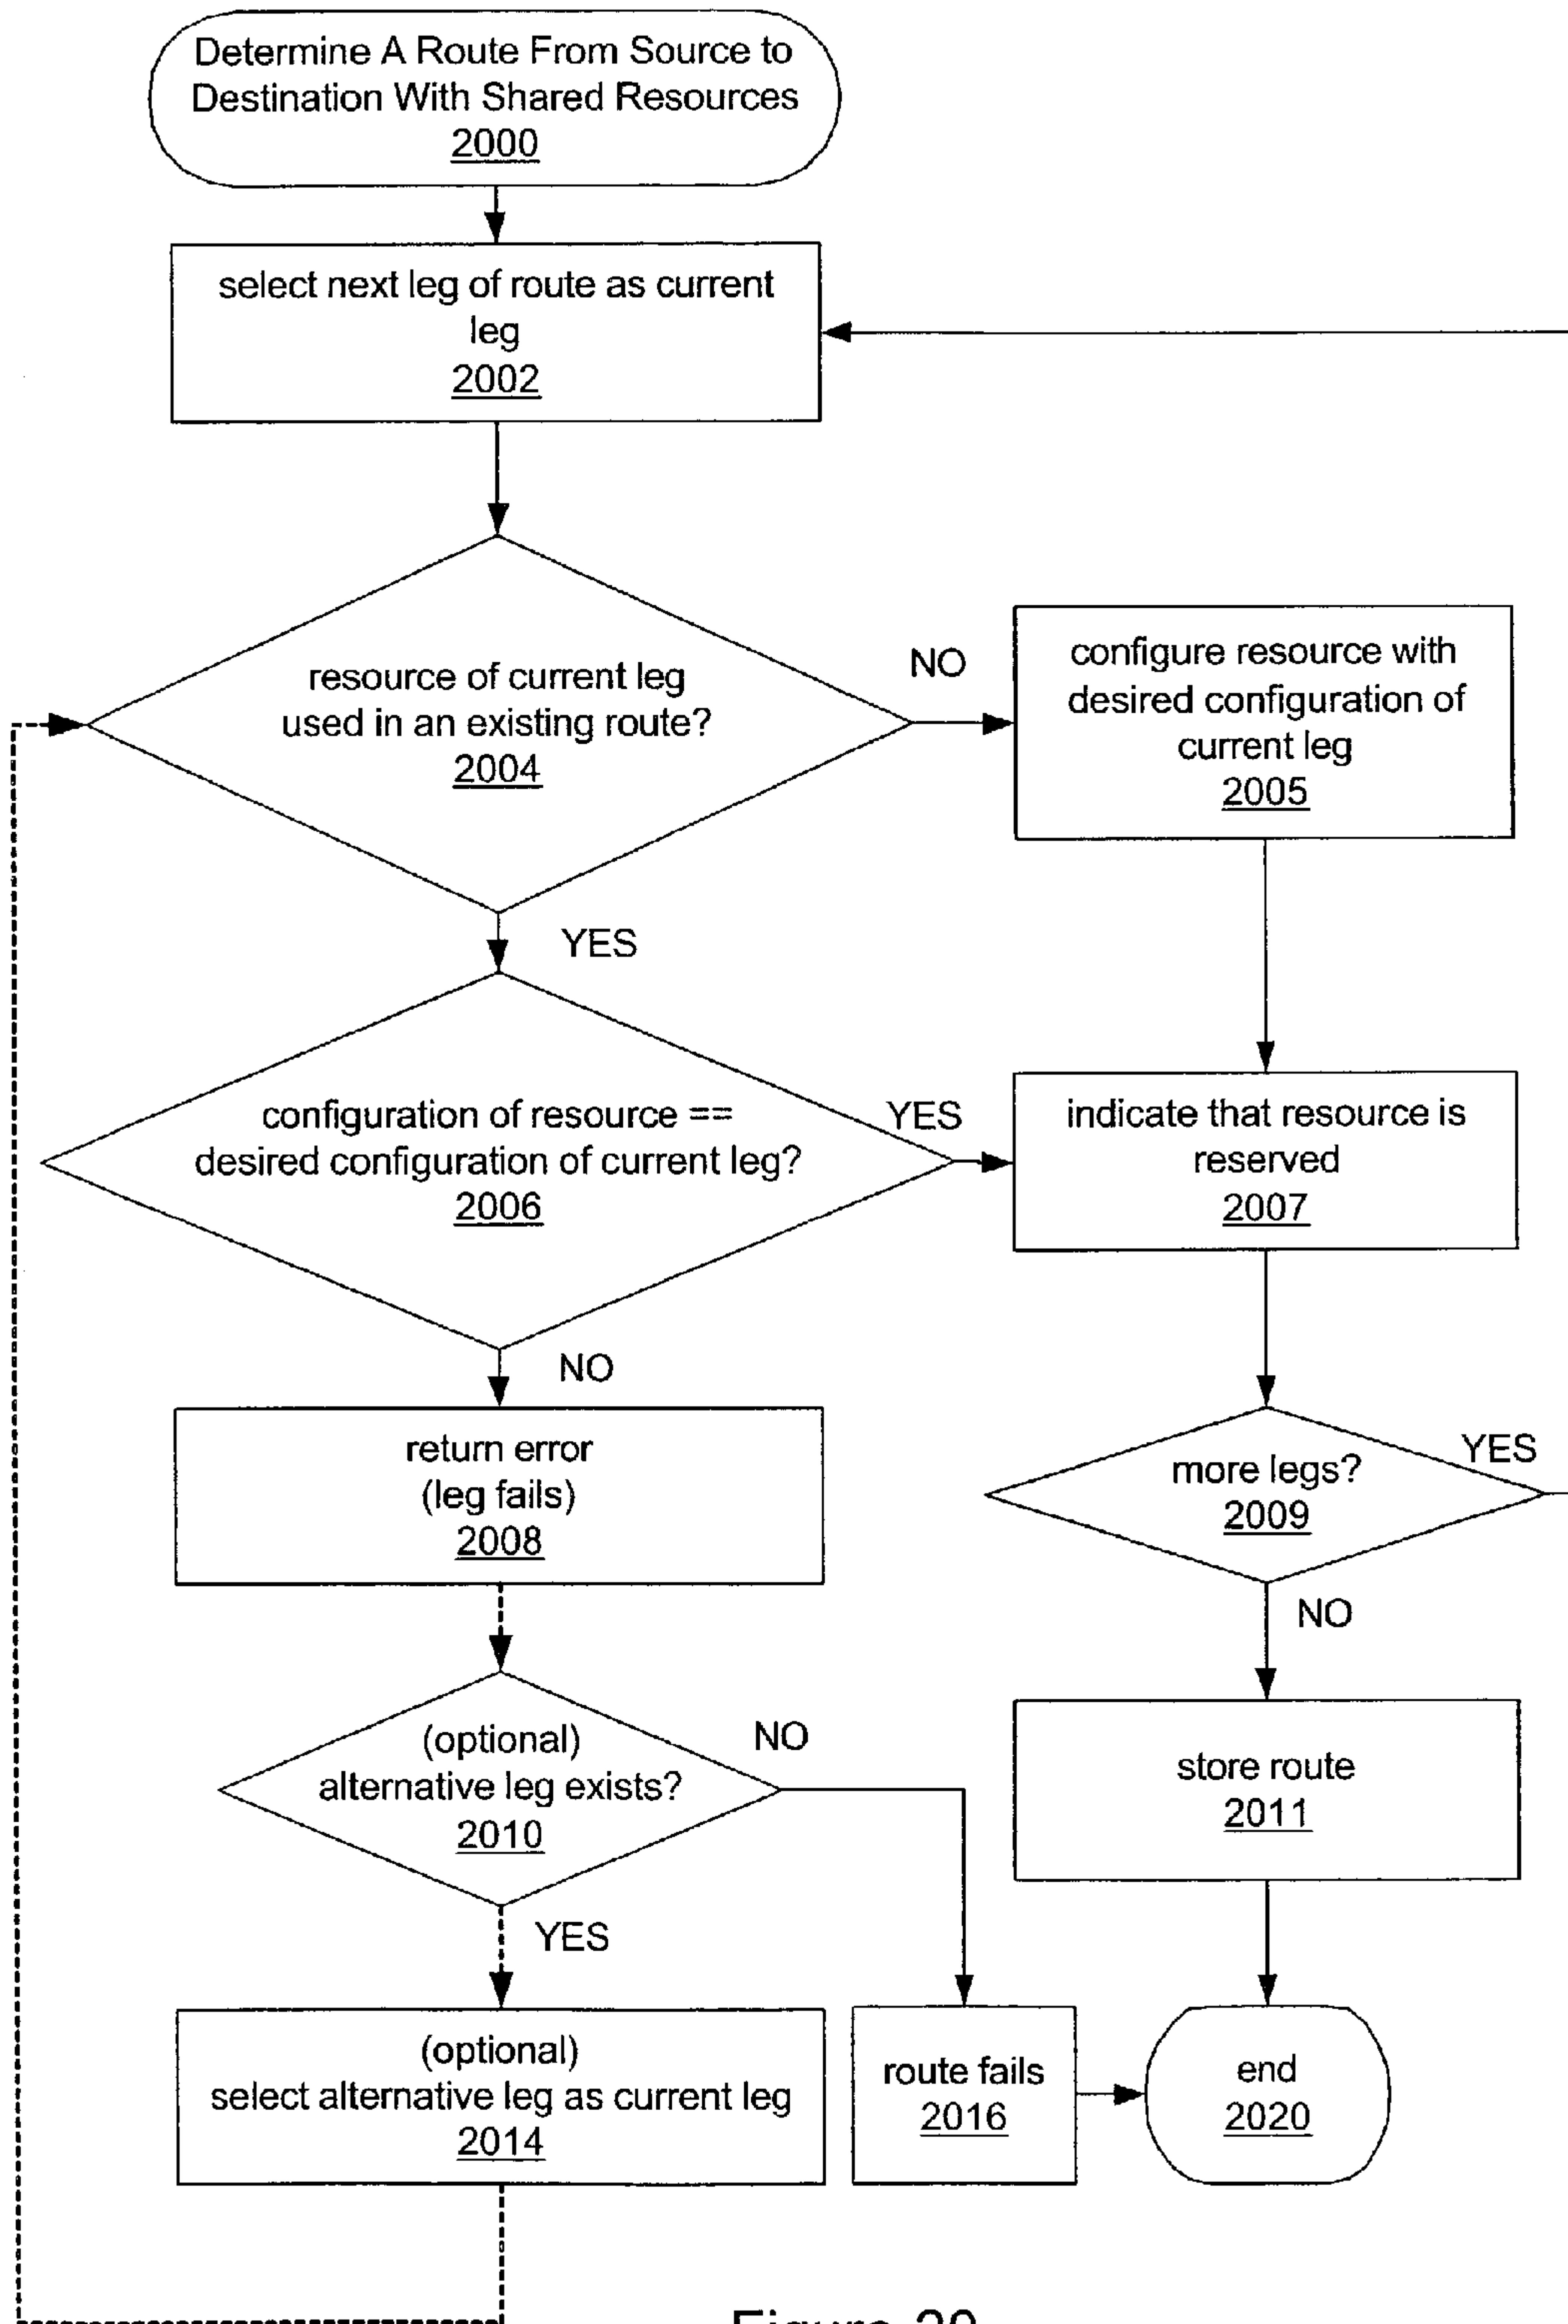 Determine A Route From Source to
Destination With Shared Resources
2000
select next leg of route as current
leg
2002
resource of current leg
used in an existing route?
2004
NO
configure resource with
desired configuration of
current leg
2005
YES
configuration of resource ==
desired configuration of current leg?
2006
YES
indicate that resource is
reserved
2007
NO
return error
(leg fails)
2008
more legs?
2009
YES
NO
(optional)
alternative leg exists?
2010
NO
store route
2011
YES
(optional)
select alternative leg as current leg
2014
route fails
2016
end
2020